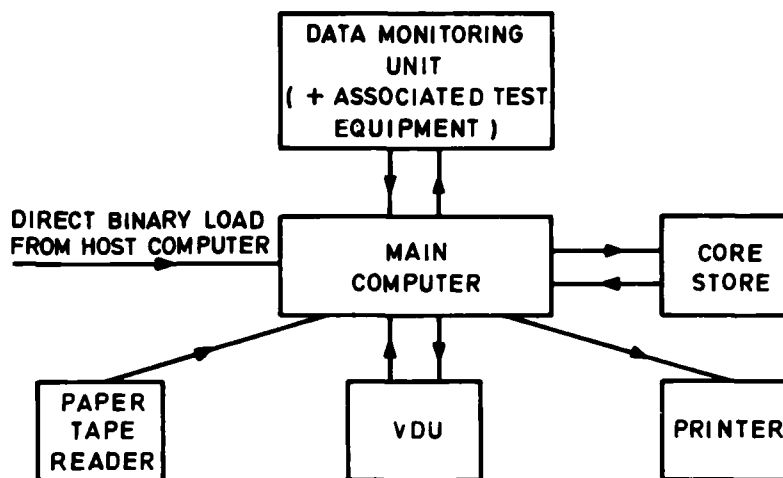 DATA MONITORING
UNIT
( + ASSOCIATED TEST
EQUIPMENT )
DIRECT BINARY LOAD
FROM HOST COMPUTER
MAIN
COMPUTER
CORE
STORE
PAPER
TAPE
READER
VDU
PRINTER